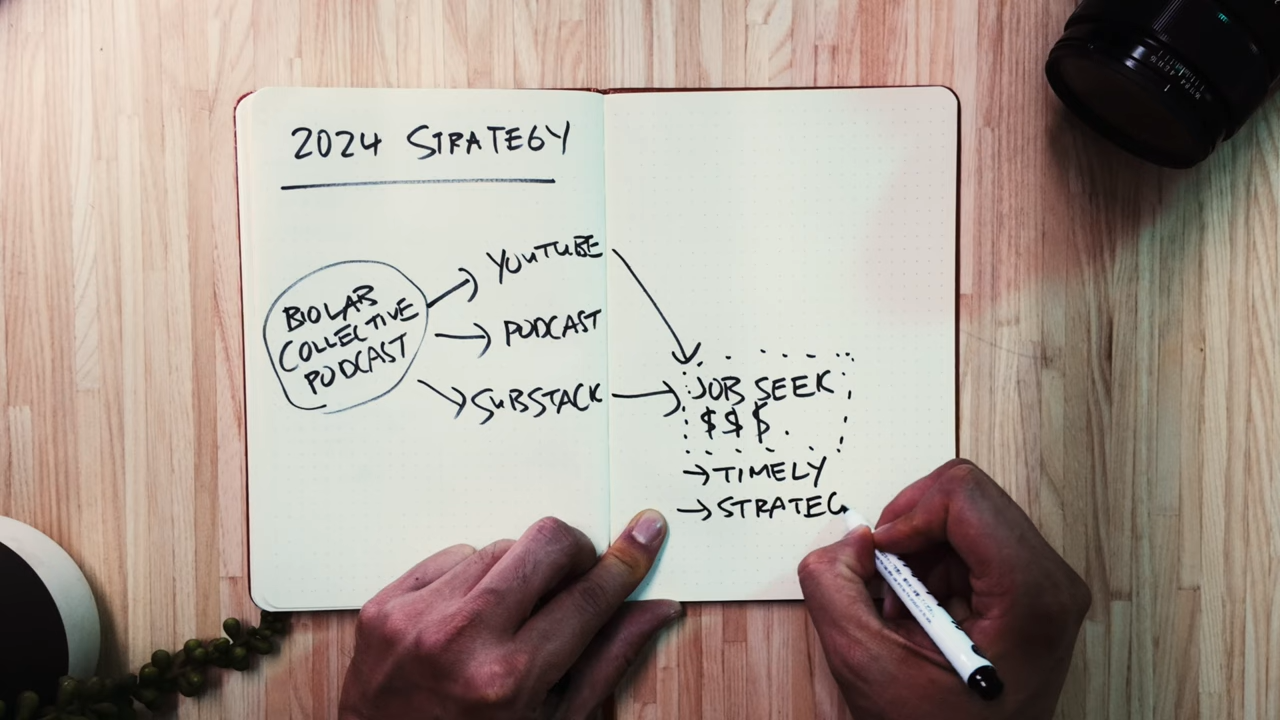 2024 STRATEGY
BIOLAB
COLLECTIVE
PODCAST
YOUTUBE
PODCAST
SUBSTACK
JOB SEEK
$$$.
→TIMELY
→STRATEG